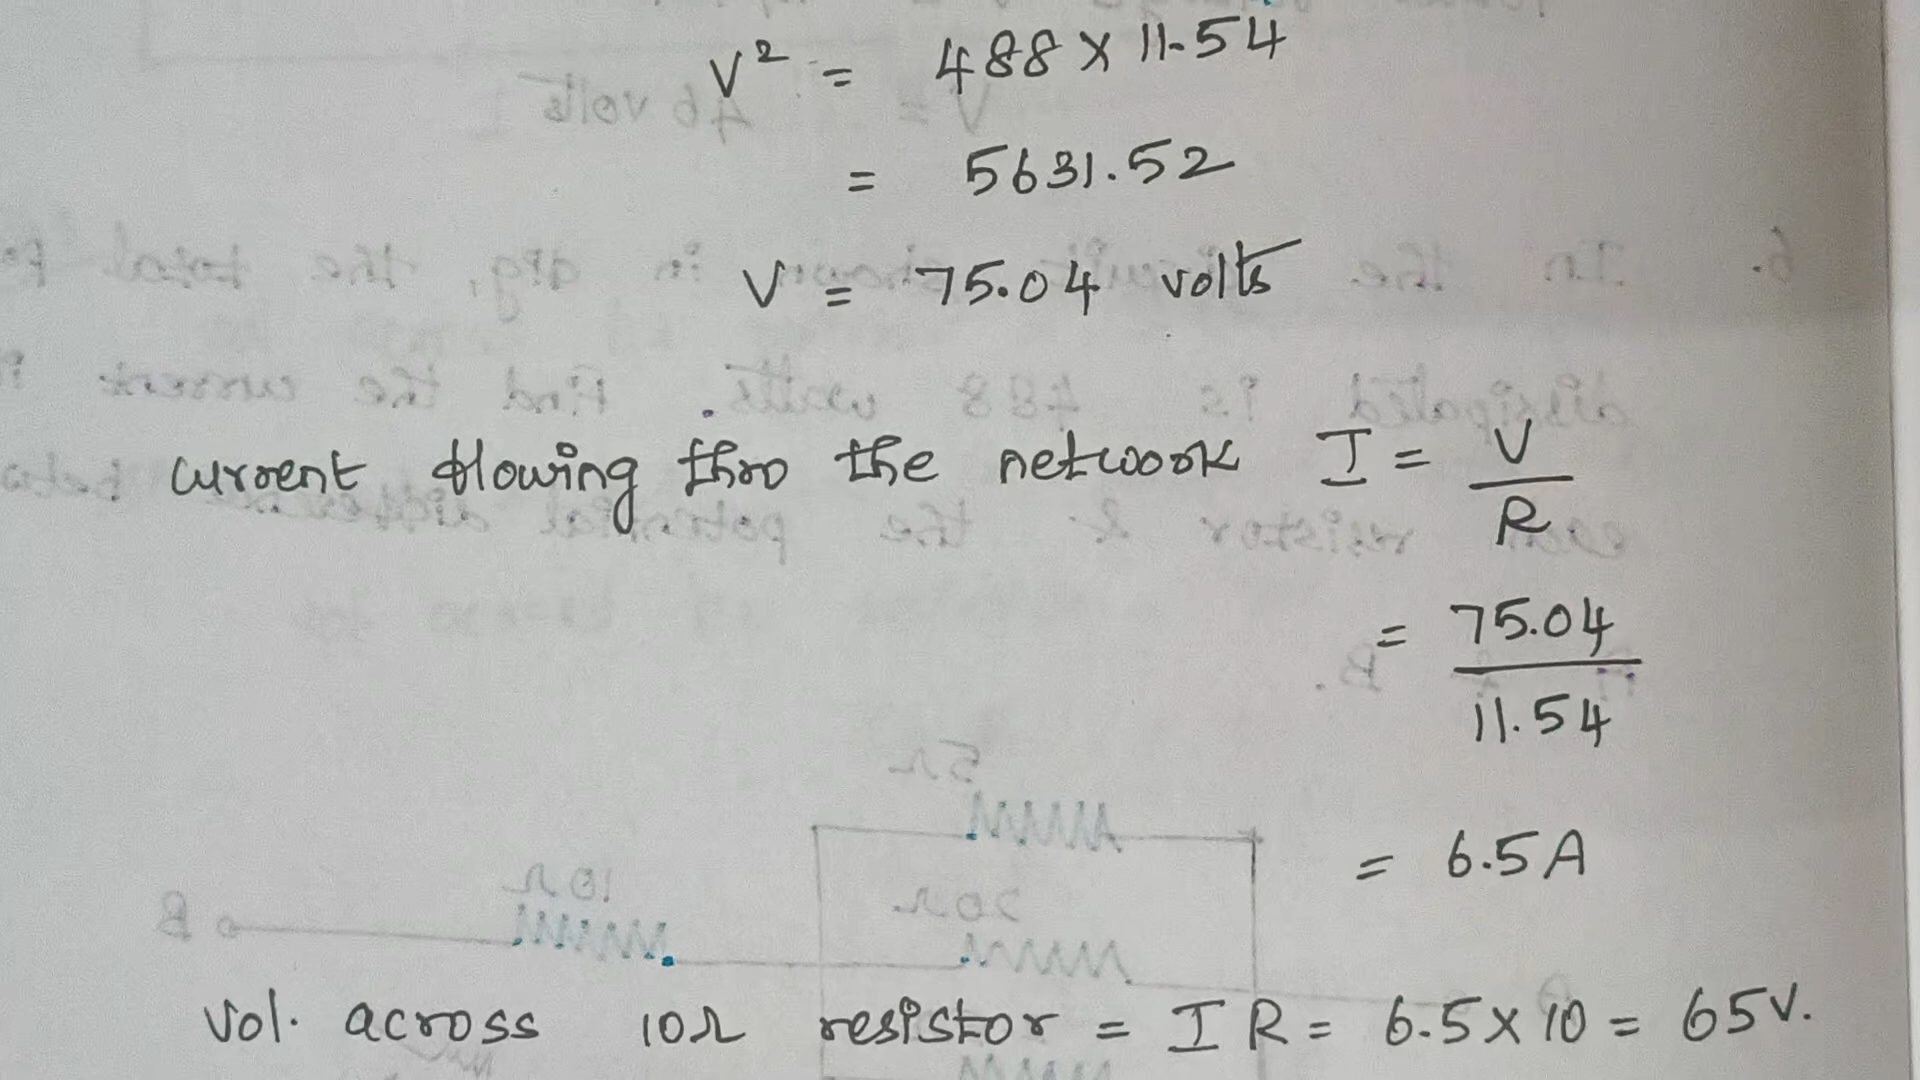 V² = 488 × 11.54
= 5631.52
V = 75.04 volts
current flowing thro the network I = V / R
= 75.04 / 11.54
= 6.5A
Vol. across 10Ω resistor = IR = 6.5 × 10 = 65V.